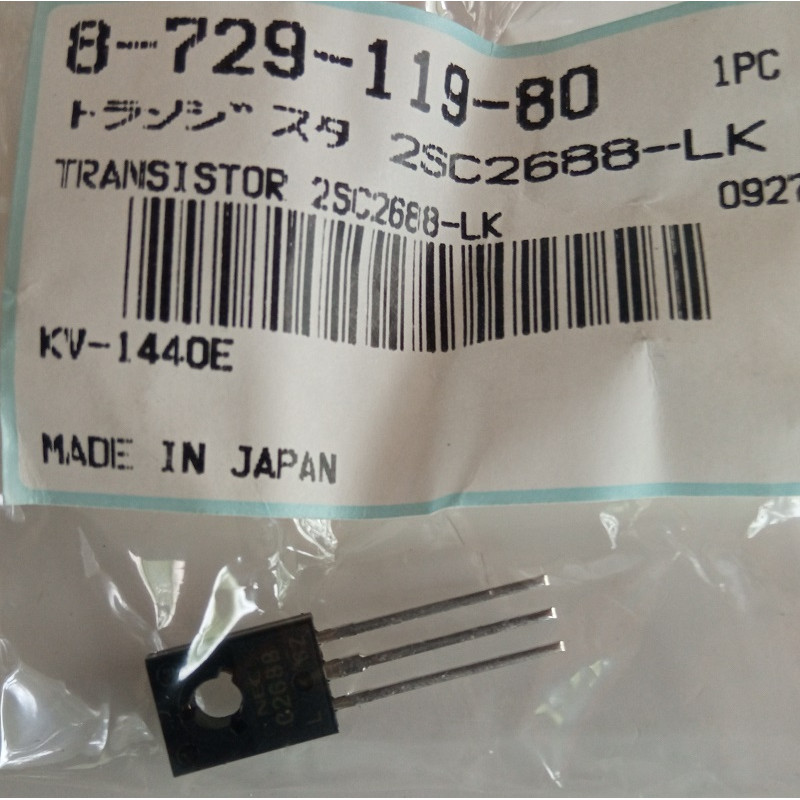 8-729-119-80
1PC
トランジスタ 2SC2688-LK
TRANSISTOR 2SC2688-LK
0927
KV-1440E
MADE IN JAPAN
NEC
C2688
L